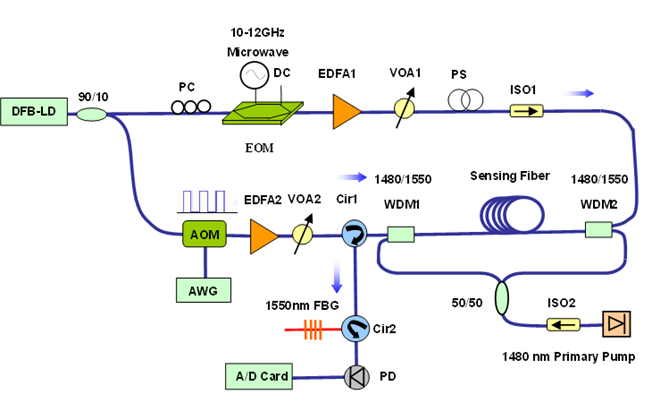 10-12GHz
Microwave
DC
DFB-LD
90/10
PC
EOM
EDFA1
VOA1
PS
ISO1
AOM
AWG
EDFA2
VOA2
Cir1
1480/1550
WDM1
Sensing Fiber
1480/1550
WDM2
50/50
ISO2
1480 nm Primary Pump
1550nm FBG
Cir2
A/D Card
PD